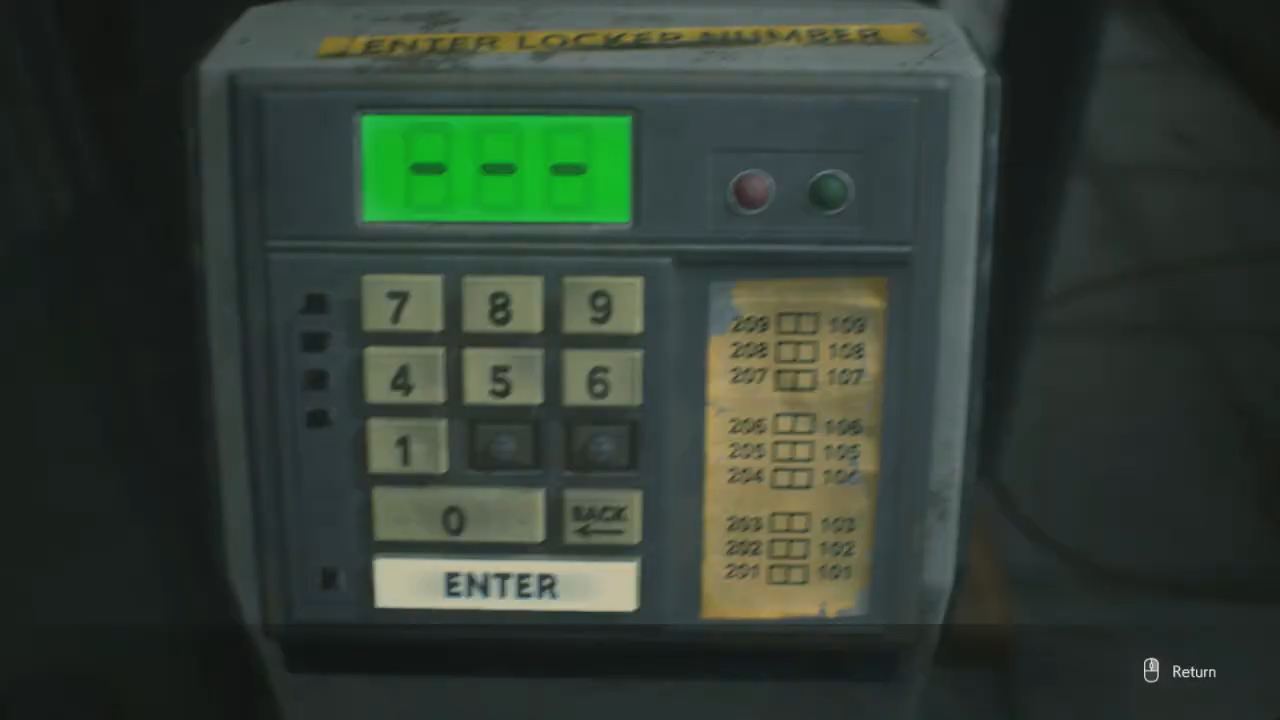 ENTER LOCKER NUMBER
- - -
7 8 9
4 5 6
1
0 BACK
ENTER
209 109
208 108
207 107
206 106
205 105
204 104
203 103
202 102
201 101
Return